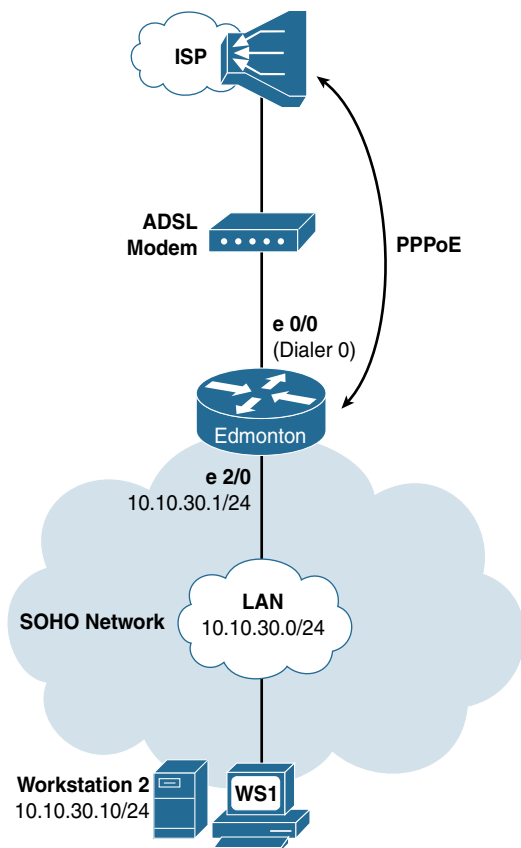 ISP
ADSL
Modem
PPPoE
e 0/0
(Dialer 0)
Edmonton
e 2/0
10.10.30.1/24
LAN
10.10.30.0/24
SOHO Network
Workstation 2
10.10.30.10/24
WS1